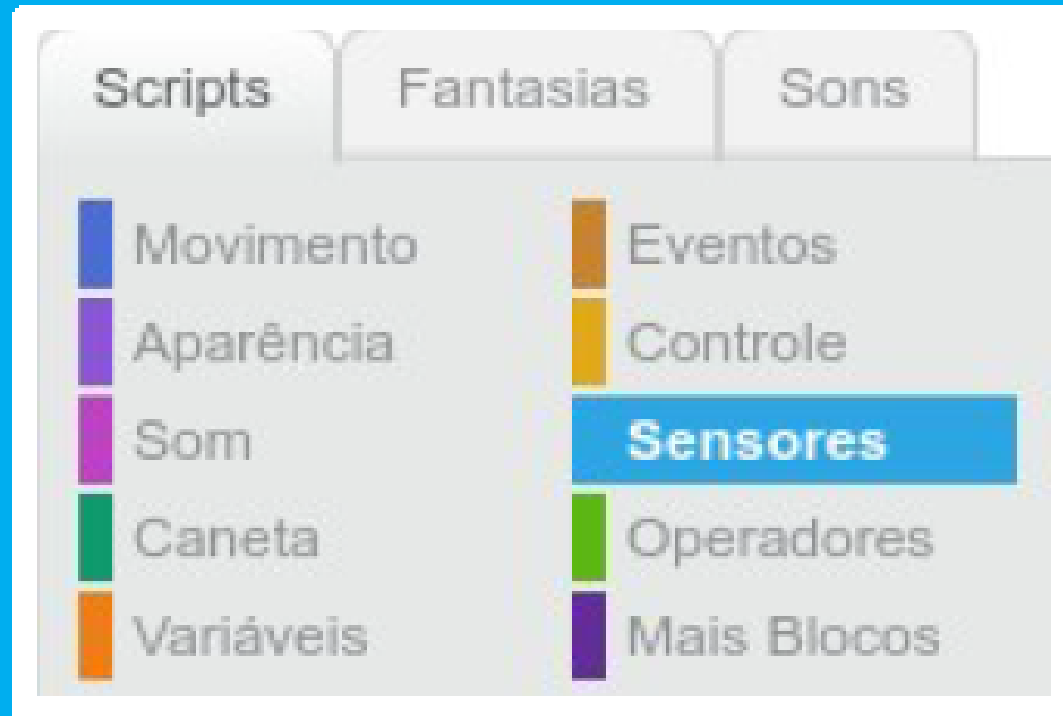 Scripts Fantasias Sons
Movimento Eventos
Aparência Controle
Som Sensores
Caneta Operadores
Variáveis Mais Blocos